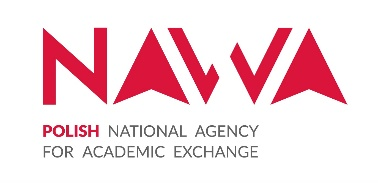 NAWA
POLISH NATIONAL AGENCY
FOR ACADEMIC EXCHANGE